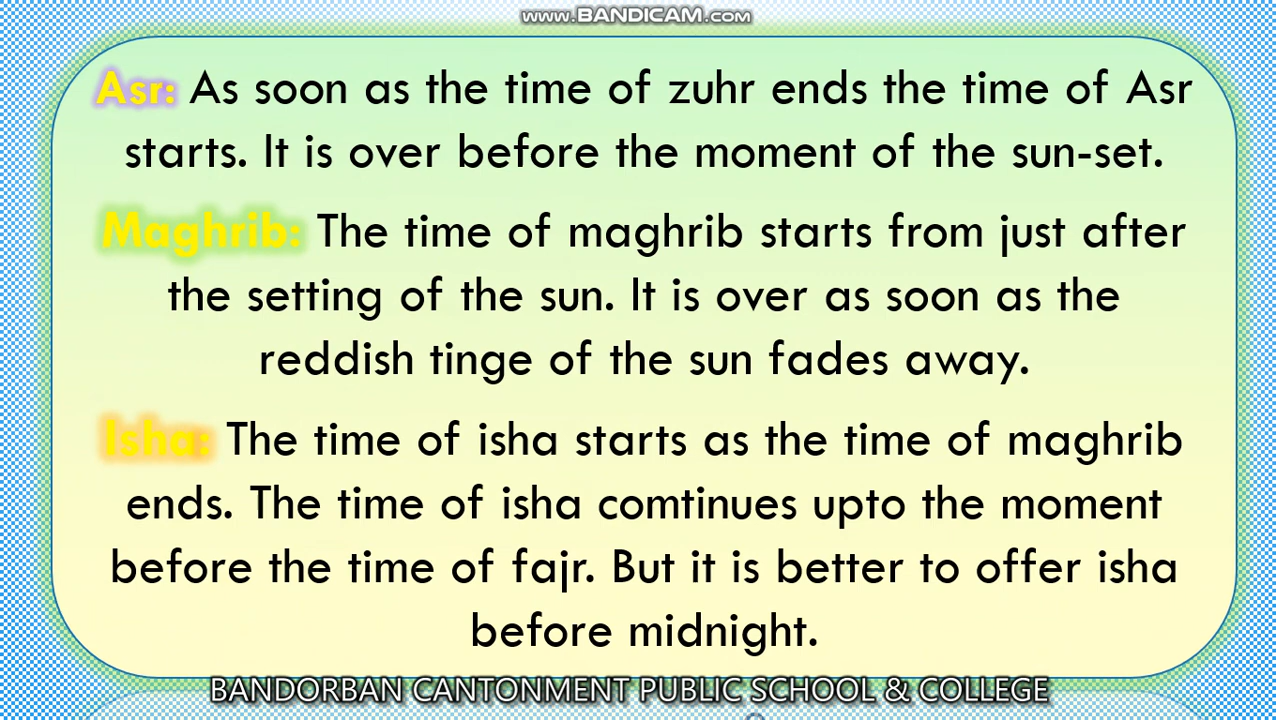 www.BANDICAM.com
Asr: As soon as the time of zuhr ends the time of Asr
starts. It is over before the moment of the sun-set.
Maghrib: The time of maghrib starts from just after
the setting of the sun. It is over as soon as the
reddish tinge of the sun fades away.
Isha: The time of isha starts as the time of maghrib
ends. The time of isha comtinues upto the moment
before the time of fajr. But it is better to offer isha
before midnight.
BANDORBAN CANTONMENT PUBLIC SCHOOL & COLLEGE